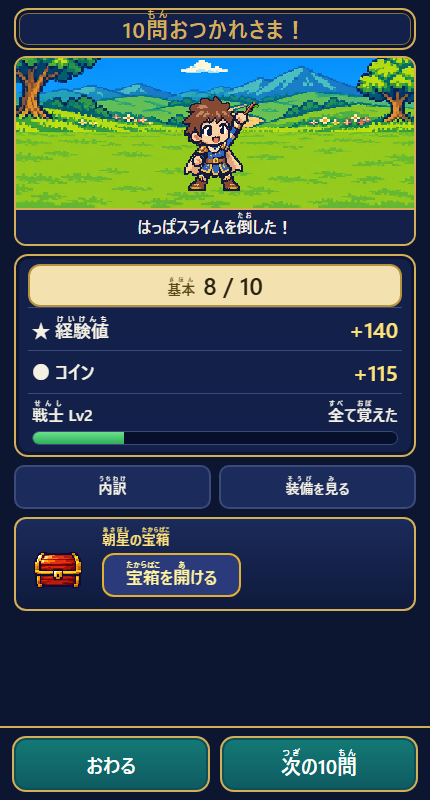 10問おつかれさま！
はっぱスライムを倒した！
基本 8 / 10
★ 経験値 +140
コイン +115
戦士 Lv2 全て覚えた
内訳 装備を見る
朝星の宝箱
宝箱を開ける
おわる 次の10問